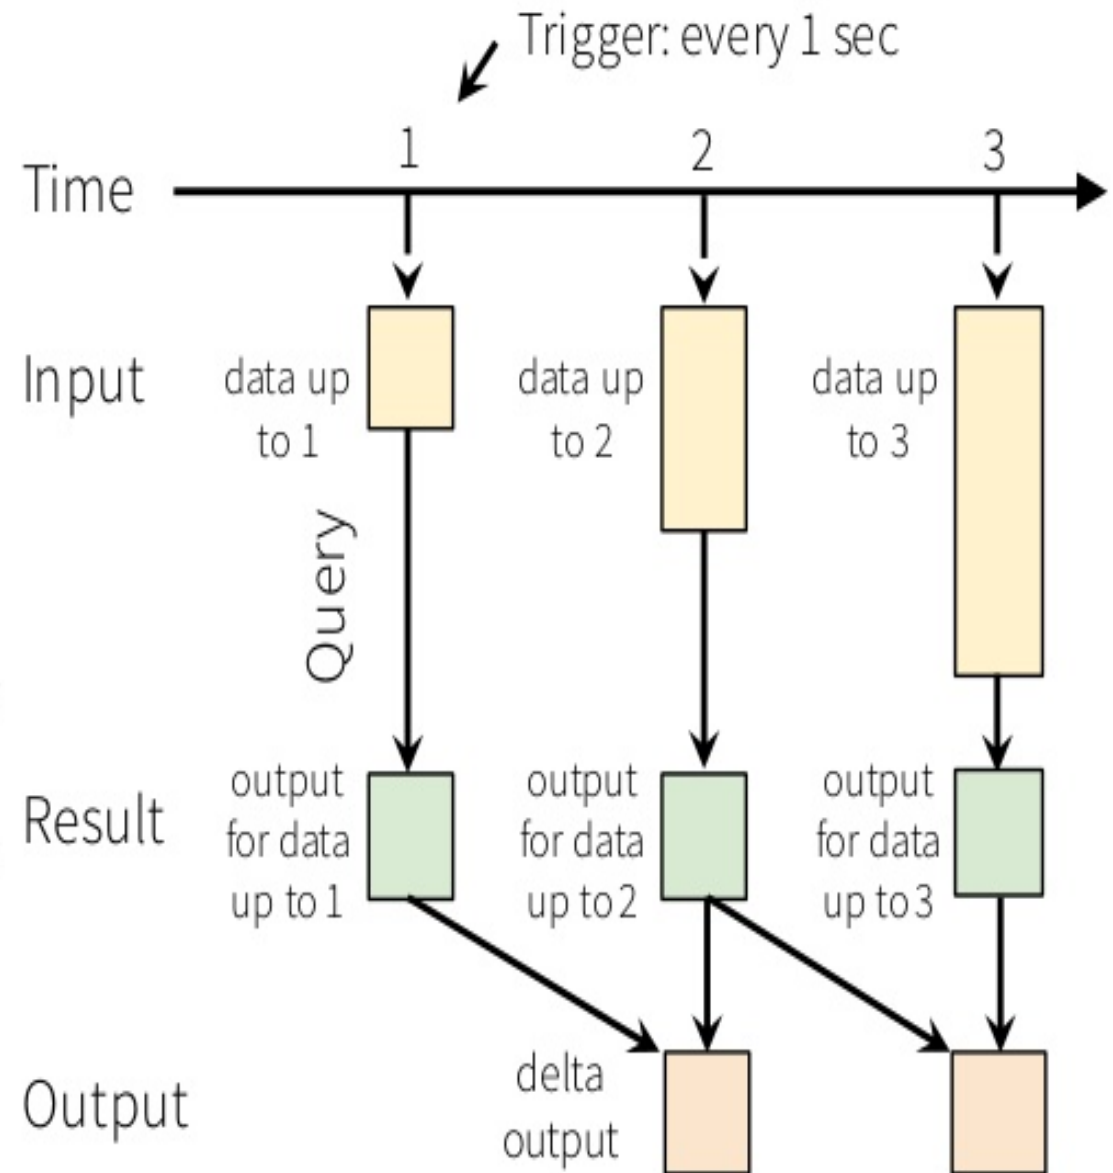 Trigger: every 1 sec
1
2
3
Time
Input
data up
to 1
data up
to 2
data up
to 3
Query
Result
output
for data
up to 1
output
for data
up to 2
output
for data
up to 3
Output
delta
output